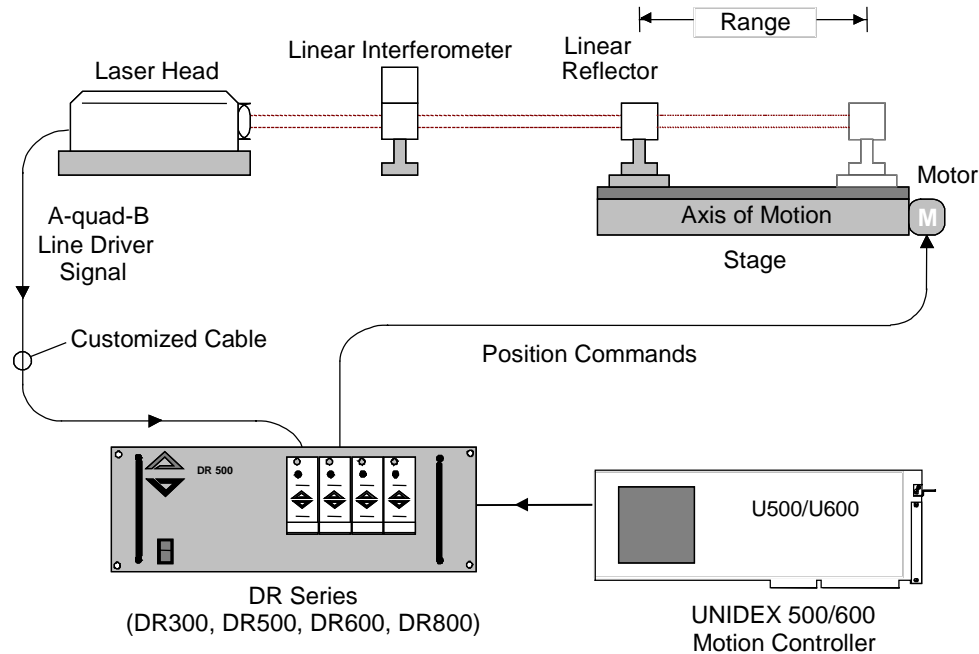 Range
Linear Interferometer
Linear
Reflector
Laser Head
Motor
M
Axis of Motion
Stage
A-quad-B
Line Driver
Signal
Customized Cable
Position Commands
DR 500
U500/U600
DR Series
(DR300, DR500, DR600, DR800)
UNIDEX 500/600
Motion Controller